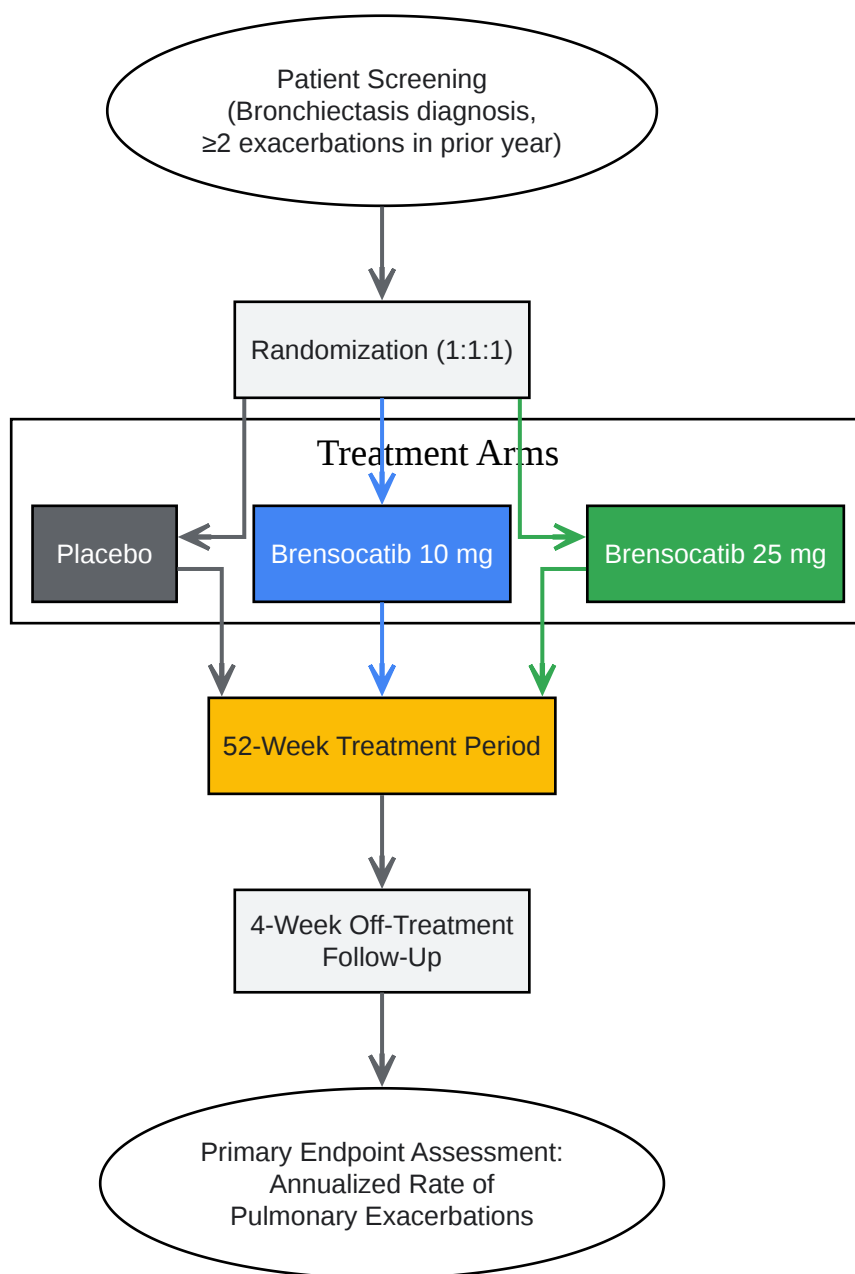 Patient Screening
(Bronchiectasis diagnosis,
≥2 exacerbations in prior year)
Randomization (1:1:1)
Treatment Arms
Placebo
Brensocatib 10 mg
Brensocatib 25 mg
52-Week Treatment Period
4-Week Off-Treatment
Follow-Up
Primary Endpoint Assessment:
Annualized Rate of
Pulmonary Exacerbations